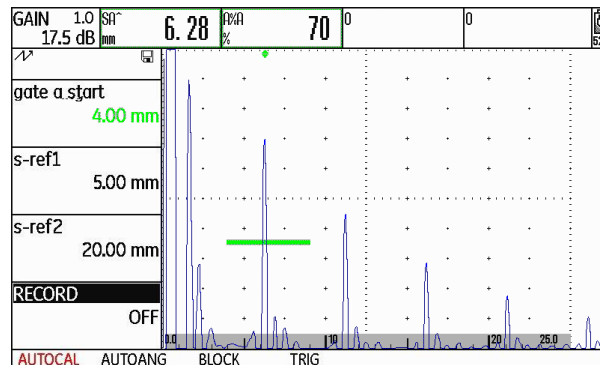 GAIN 1.0 SA^ 6.28 A%A 70 0 0
17.5 dB mm %
gate a start
4.00 mm
s-ref1
5.00 mm
s-ref2
20.00 mm
RECORD
OFF
0.0 10 20 25.0
AUTOCAL AUTOANG BLOCK TRIG